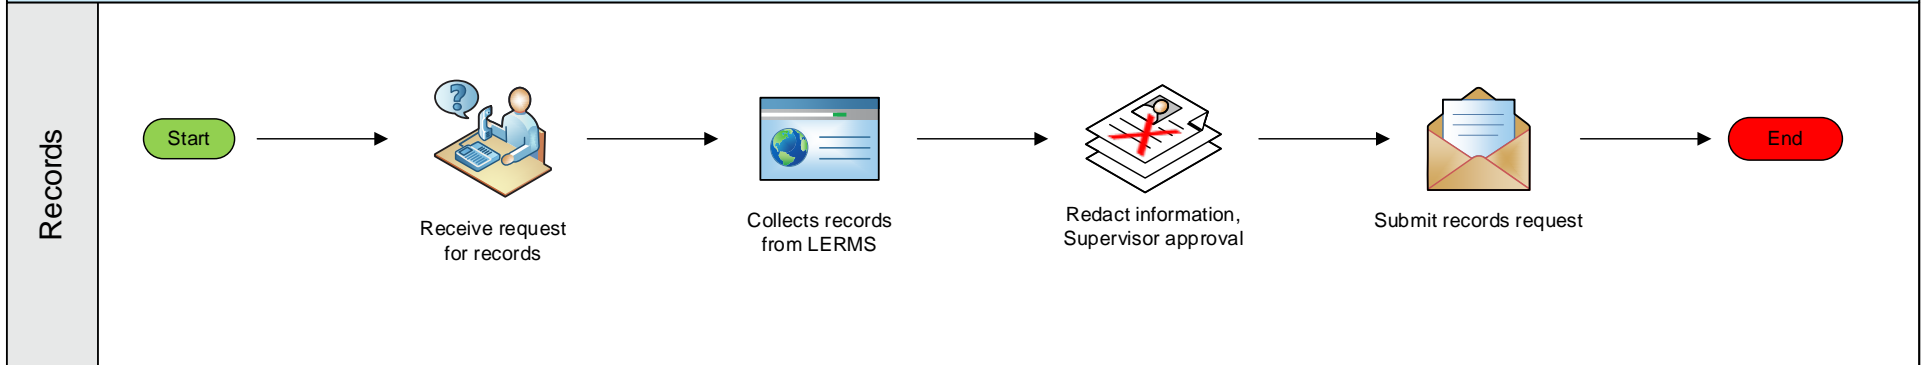 Records
Start
Receive request
for records
Collects records
from LERMS
Redact information,
Supervisor approval
Submit records request
End